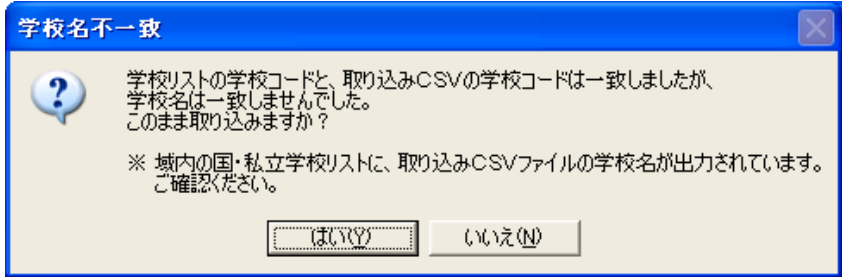 学校名不一致
学校リストの学校コードと、取り込みCSVの学校コードは一致しましたが、
学校名は一致しませんでした。
このまま取り込みますか?
※ 域内の国・私立学校リストに、取り込みCSVファイルの学校名が出力されています。
ご確認ください。
はい(Y) いいえ(N)